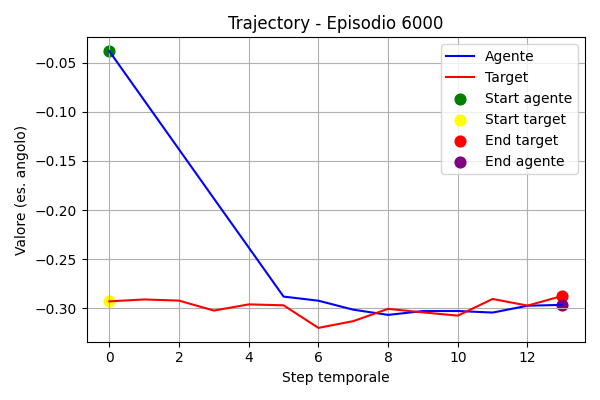 Trajectory - Episodio 6000
Agente
Target
Start agente
Start target
End target
End agente
Valore (es. angolo)
−0.05
−0.10
−0.15
−0.20
−0.25
−0.30
0 2 4 6 8 10 12
Step temporale